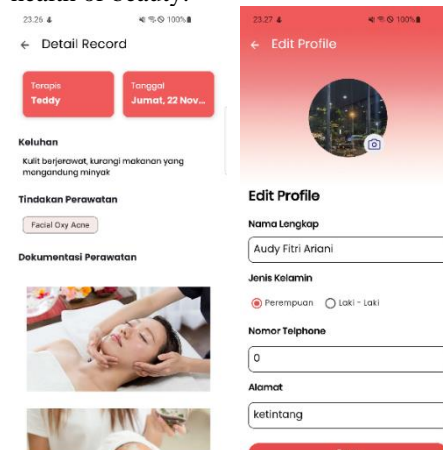 health or beauty.
23.26
100%
← Detail Record
Terapis
Teddy
Tanggal
Jumat, 22 Nov...
Keluhan
Kulit berjerawat, kurangi makanan yang
mengandung minyak
Tindakan Perawatan
Facial Oxy Acne
Dokumentasi Perawatan
23.27
100%
← Edit Profile
Edit Profile
Nama Lengkap
Audy Fitri Ariani
Jenis Kelamin
Perempuan
Laki - Laki
Nomor Telphone
0
Alamat
ketintang